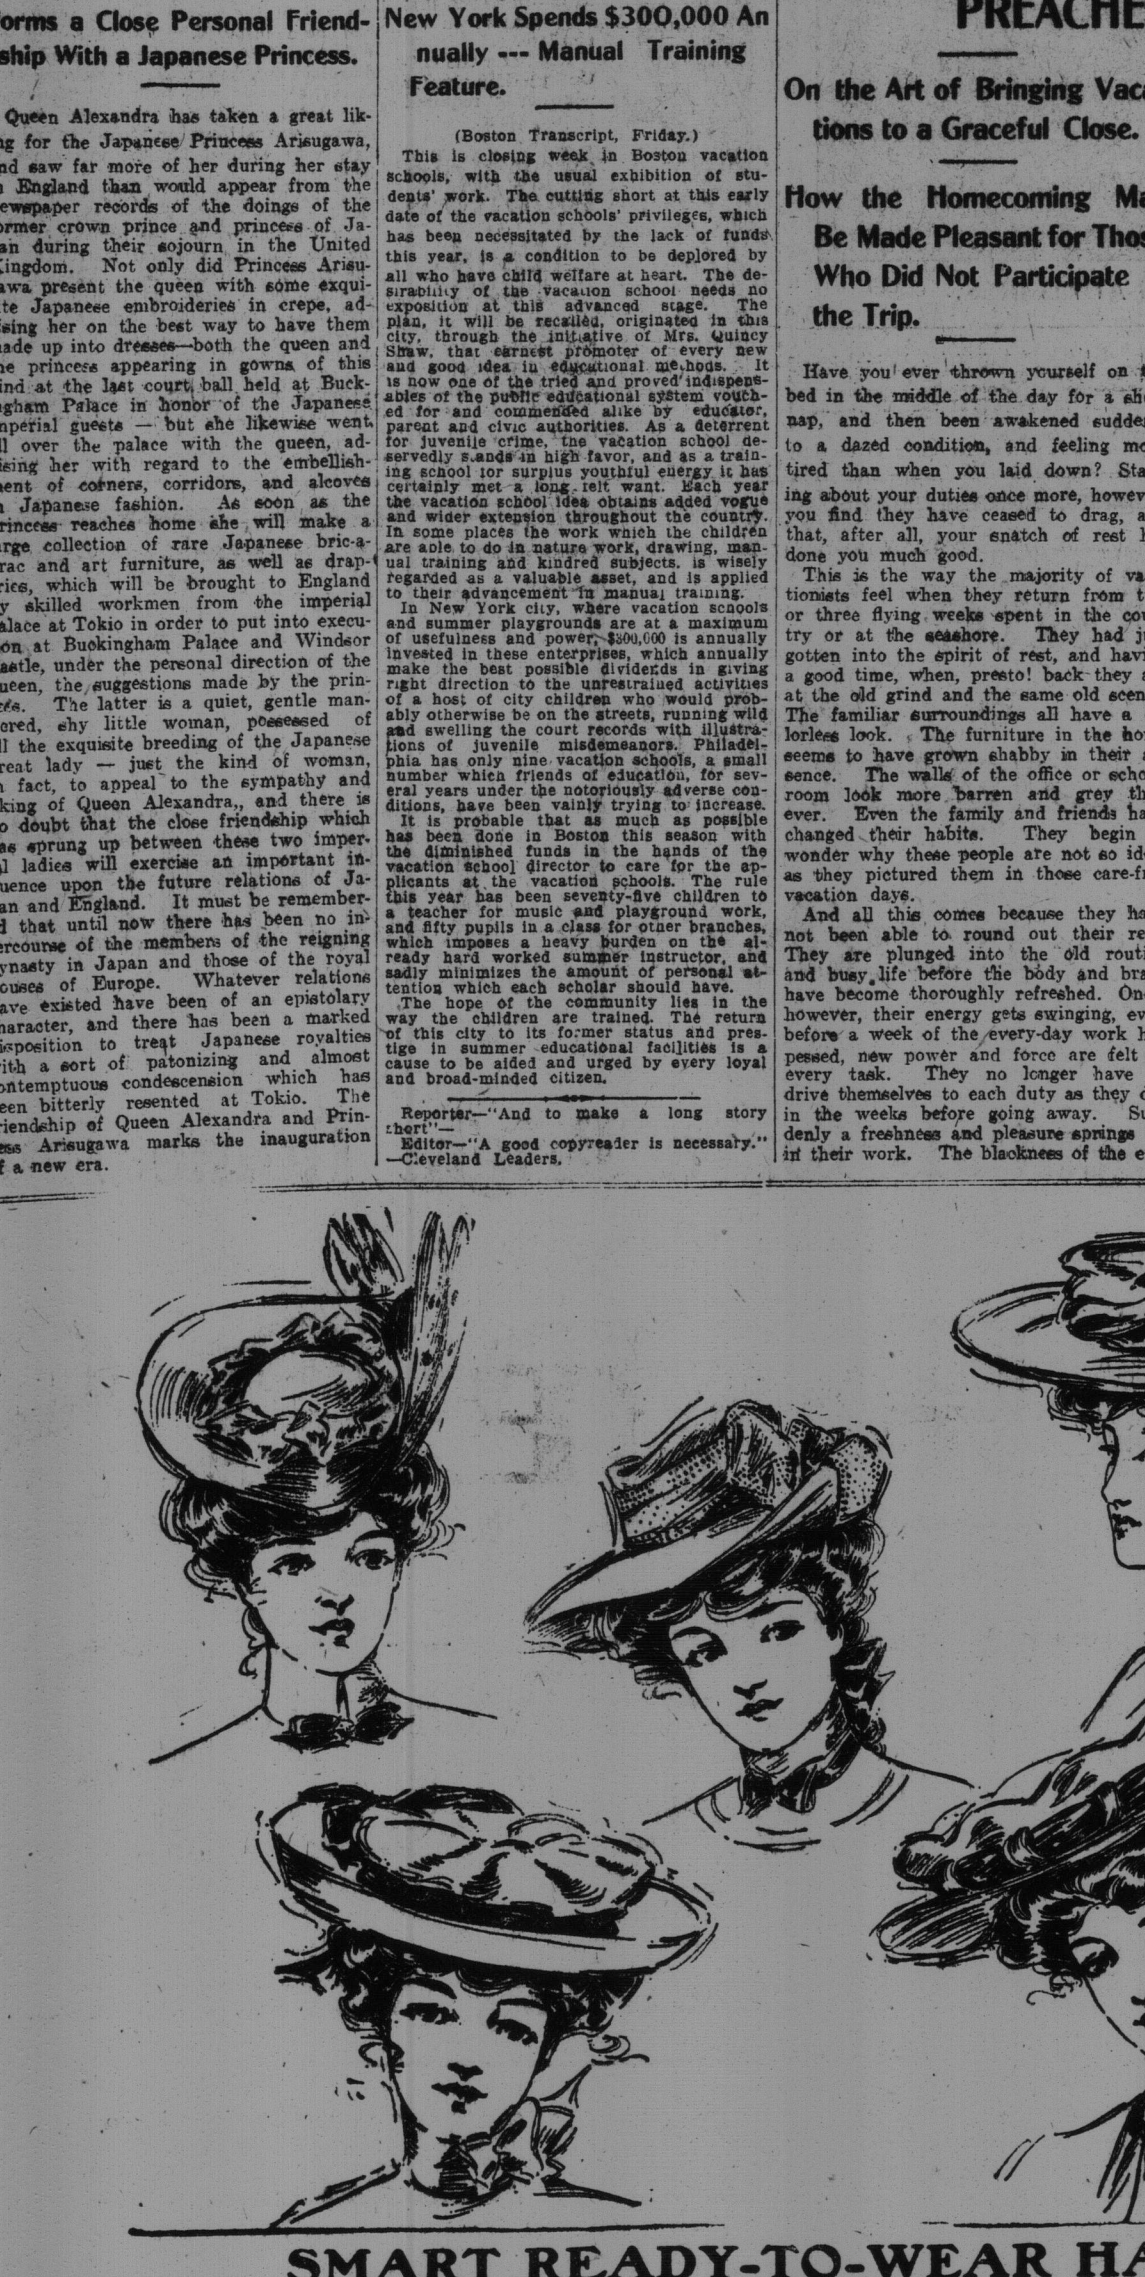 orms a Close Personal Friend-
ship With a Japanese Princess.
Queen Alexandra has taken a great lik-
ng for the Japanese Princess Arisugawa,
nd saw far more of her during her stay
England than would appear from the
ewspaper records of the doings of the
ormer crown prince and princess of Ja-
an during their sojourn in the United
Kingdom. Not only did Princess Arisu-
awa present the queen with some exqui-
te Japanese embroideries in crepe, ad-
ising her on the best way to have them
ade up into dresses—both the queen and
e princess appearing in gowns of this
ind at the last court ball held at Buck-
gham Palace in honor of the Japanese
mperial guests — but she likewise went
ll over the palace with the queen, ad-
ising her with regard to the embellish-
ent of corners, corridors, and alcoves
Japanese fashion. As soon as the
rincess reaches home she will make a
arge collection of rare Japanese bric-a-
rac and art furniture, as well as drap-
ries, which will be brought to England
y skilled workmen from the imperial
alace at Tokio in order to put into execu-
on at Buckingham Palace and Windsor
astle, under the personal direction of the
ueen, the suggestions made by the prin-
ess. The latter is a quiet, gentle man-
ered, shy little woman, possessed of
ll the exquisite breeding of the Japanese
reat lady — just the kind of woman,
n fact, to appeal to the sympathy and
king of Queen Alexandra,, and there is
o doubt that the close friendship which
as sprung up between these two imper-
al ladies will exercise an important in-
uence upon the future relations of Ja-
an and England. It must be remember-
d that until now there has been no in-
ercourse of the members of the reigning
ynasty in Japan and those of the royal
ouses of Europe. Whatever relations
ave existed have been of an epistolary
haracter, and there has been a marked
isposition to treat Japanese royalties
ith a sort of patonizing and almost
ontemptuous condescension which has
een bitterly resented at Tokio. The
riendship of Queen Alexandra and Prin-
ess Arisugawa marks the inauguration
f a new era.
New York Spends $300,000 An
nually --- Manual Training
Feature.
(Boston Transcript, Friday.)
This is closing week in Boston vacation
schools, with the usual exhibition of stu-
dents' work. The cutting short at this early
date of the vacation schools' privileges, which
has been necessitated by the lack of funds
this year, is a condition to be deplored by
all who have child welfare at heart. The de-
sirability of the vacation school needs no
exposition at this advanced stage. The
plan, it will be recalled, originated in this
city, through the initiative of Mrs. Quincy
Shaw, that earnest promoter of every new
and good idea in educational methods. It
is now one of the tried and proved indispens-
ables of the public educational system vouch-
ed for and commended alike by educator,
parent and civic authorities. As a deterrent
for juvenile crime, the vacation school de-
servedly stands in high favor, and as a train-
ing school for surplus youthful energy it has
certainly met a long felt want. Each year
the vacation school idea obtains added vogue
and wider extension throughout the country.
In some places the work which the children
are able to do in nature work, drawing, man-
ual training and kindred subjects, is wisely
regarded as a valuable asset, and is applied
to their advancement in manual training.
In New York city, where vacation schools
and summer playgrounds are at a maximum
of usefulness and power, $300,000 is annually
invested in these enterprises, which annually
make the best possible dividends in giving
right direction to the unrestrained activities
of a host of city children who would prob-
ably otherwise be on the streets, running wild
and swelling the court records with illustra-
tions of juvenile misdemeanors. Philadel-
phia has only nine vacation schools, a small
number which friends of education, for sev-
eral years under the notoriously adverse con-
ditions, have been vainly trying to increase.
It is probable that as much as possible
has been done in Boston this season with
the diminished funds in the hands of the
vacation school director to care for the ap-
plicants at the vacation schools. The rule
this year has been seventy-five children to
a teacher for music and playground work,
and fifty pupils in a class for other branches,
which imposes a heavy burden on the al-
ready hard worked summer instructor, and
sadly minimizes the amount of personal at-
tention which each scholar should have.
The hope of the community lies in the
way the children are trained. The return
of this city to its former status and pres-
tige in summer educational facilities is a
cause to be aided and urged by every loyal
and broad-minded citizen.
Reporter—"And to make a long story
short"—
Editor—"A good copyreader is necessary."
—Cleveland Leaders.
PREACHE
On the Art of Bringing Vaca
tions to a Graceful Close.
How the Homecoming Ma
Be Made Pleasant for Thos
Who Did Not Participate
the Trip.
Have you ever thrown yourself on
bed in the middle of the day for a sh
nap, and then been awakened sudde
to a dazed condition, and feeling mo
tired than when you laid down? Sta
ing about your duties once more, howev
you find they have ceased to drag, a
that, after all, your snatch of rest h
done you much good.
This is the way the majority of va
tionists feel when they return from t
or three flying weeks spent in the cou
try or at the seashore. They had ju
gotten into the spirit of rest, and havi
a good time, when, presto! back they a
at the old grind and the same old scen
The familiar surroundings all have a
lorless look. The furniture in the ho
seems to have grown shabby in their a
sence. The walls of the office or scho
room look more barren and grey th
ever. Even the family and friends ha
changed their habits. They begin
wonder why these people are not so id
as they pictured them in those care-fr
vacation days.
And all this comes because they ha
not been able to round out their re
They are plunged into the old routi
and busy life before the body and bra
have become thoroughly refreshed. On
however, their energy gets swinging, ev
before a week of the every-day work h
pessed, new power and force are felt
every task. They no longer have
drive themselves to each duty as they d
in the weeks before going away. Su
denly a freshness and pleasure springs
in their work. The blackness of the e
SMART READY-TO-WEAR HA